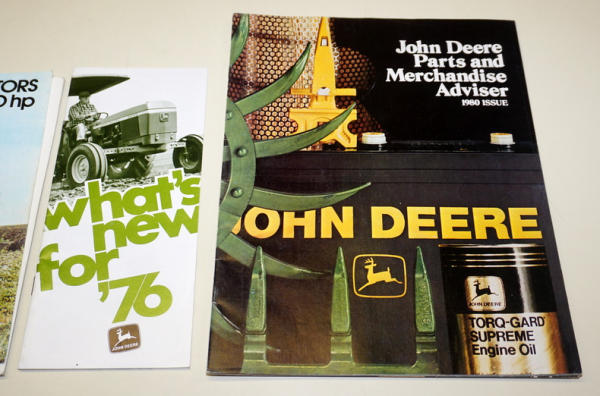 TORS
0 hp
what's
new
for
'76
JOHN DEERE
John Deere
Parts and
Merchandise
Adviser
1980 ISSUE
JOHN DEERE
JOHN DEERE
TORQ-GARD
SUPREME
Engine Oil